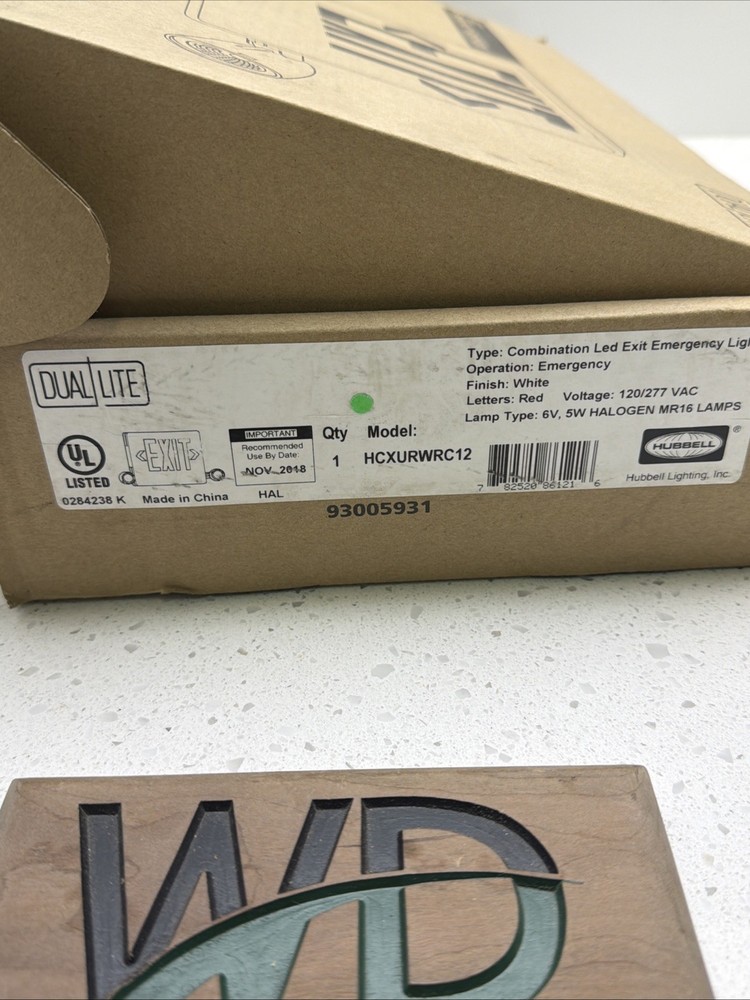 DUAL LITE
Type: Combination Led Exit Emergency Ligh
Operation: Emergency
Finish: White
Letters: Red Voltage: 120/277 VAC
Lamp Type: 6V, 5W HALOGEN MR16 LAMPS
UL
LISTED
0284238 K
EXIT
Made in China
IMPORTANT
Recommended
Use By Date:
NOV 2018
HAL
Qty
1
Model:
HCXURWRC12
7 82520 86121 6
HUBBELL
®
Hubbell Lighting, Inc.
93005931
WD